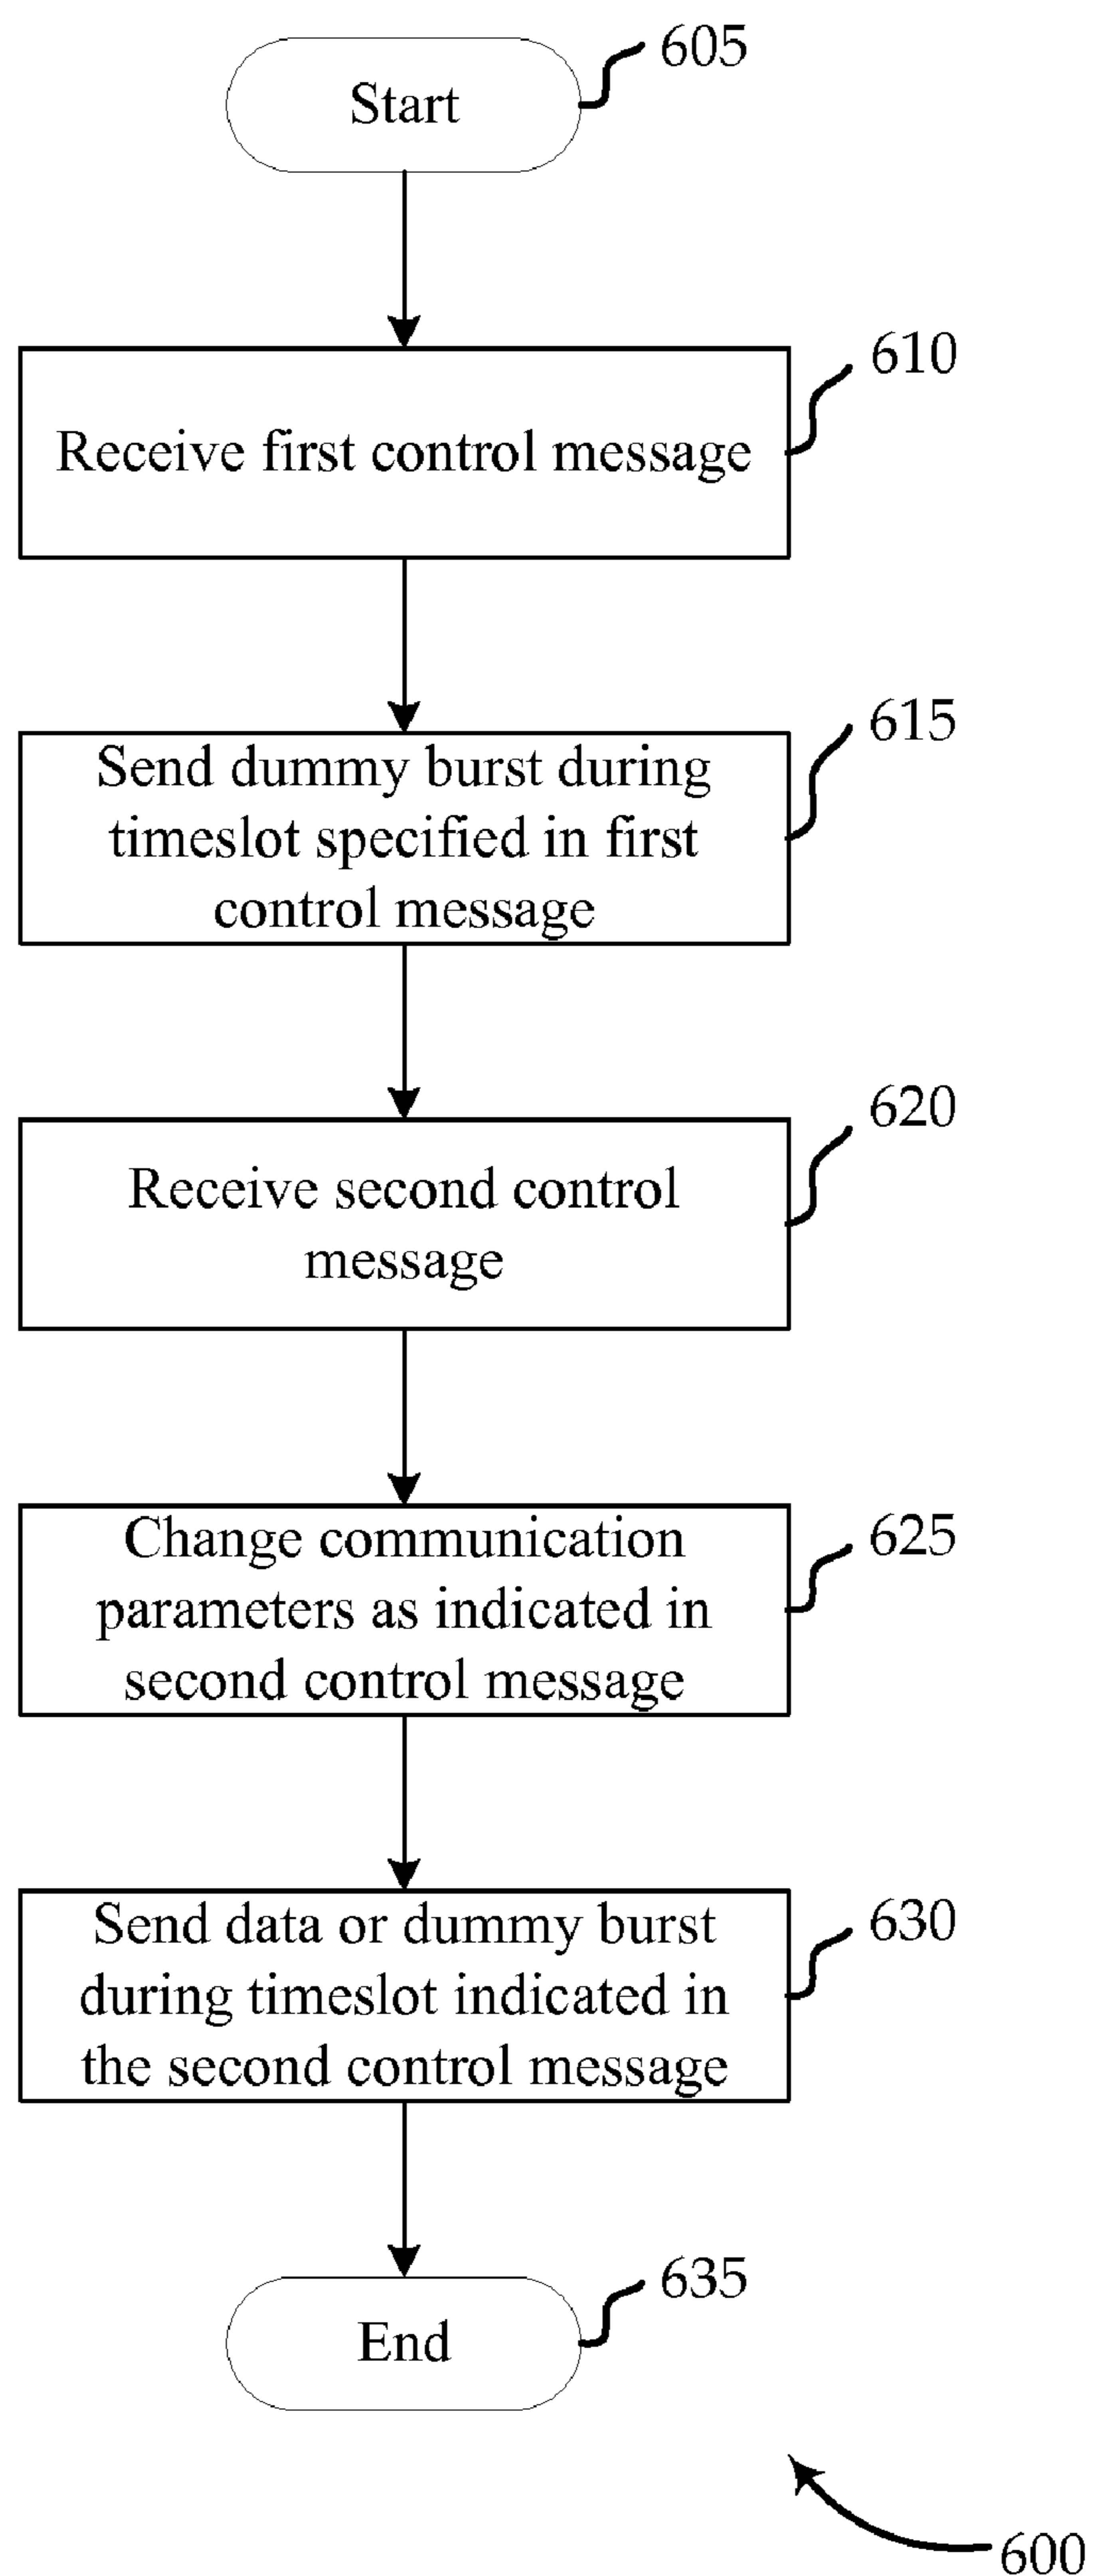 Start
605
Receive first control message
610
Send dummy burst during
timeslot specified in first
control message
615
Receive second control
message
620
Change communication
parameters as indicated in
second control message
625
Send data or dummy burst
during timeslot indicated in
the second control message
630
End
635
600